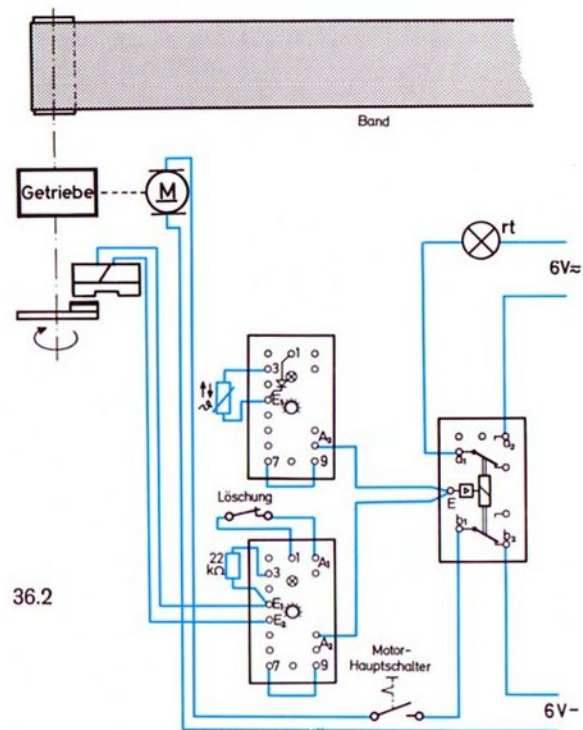 Band
Getriebe
M
rt
6V≂
1
3
ϑ
E₁
A₂
7
9
a₂
a₁
E
b₁
b₂
Löschung
22
kΩ
1
A₁
3
E₁
E₂
A₂
7
9
36.2
Motor-
Hauptschalter
6V–